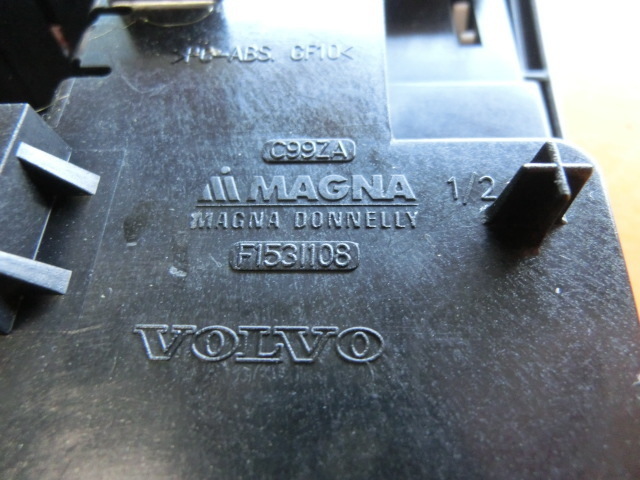 >PC-ABS. GF10<
C99ZA
MAGNA 1/2
MAGNA DONNELLY
F1531108
VOLVO